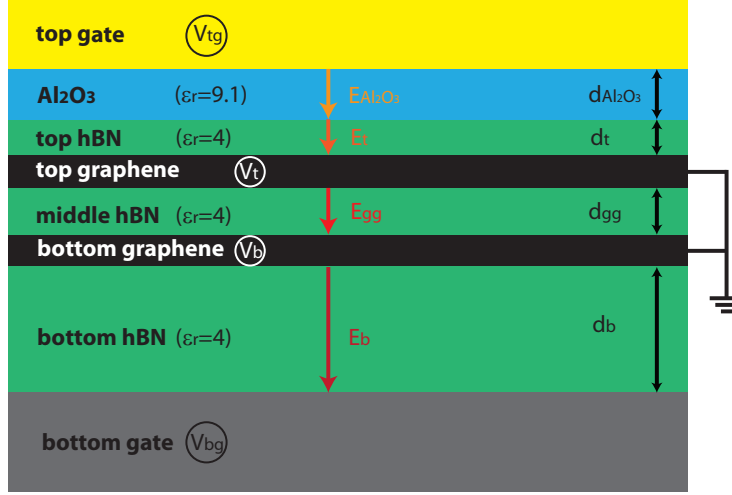 top gate Vtg
Al2O3 (εr=9.1) EAl2O3 dAl2O3
top hBN (εr=4) Et dt
top graphene Vt
middle hBN (εr=4) Egg dgg
bottom graphene Vb
bottom hBN (εr=4) Eb db
bottom gate Vbg